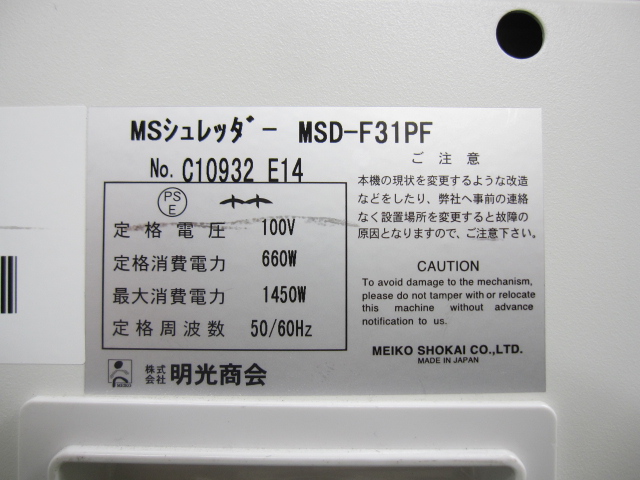 MSシュレッダー MSD-F31PF
No. C10932 E14
PS
E
定格電圧 100V
定格消費電力 660W
最大消費電力 1450W
定格周波数 50/60Hz
株式
会社 明光商会
ご注意
本機の現状を変更するような改造
などをしたり、弊社へ事前の連絡
なく設置場所を変更すると故障の
原因となりますので、ご注意下さい。
CAUTION
To avoid damage to the mechanism,
please do not tamper with or relocate
this machine without advance
notification to us.
MEIKO SHOKAI CO.,LTD.
MADE IN JAPAN